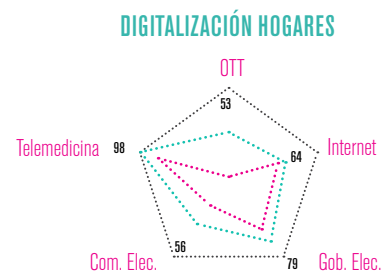 DIGITALIZACIÓN HOGARES
OTT
53
Telemedicina
98
64
Internet
56
79
Com. Elec.
Gob. Elec.